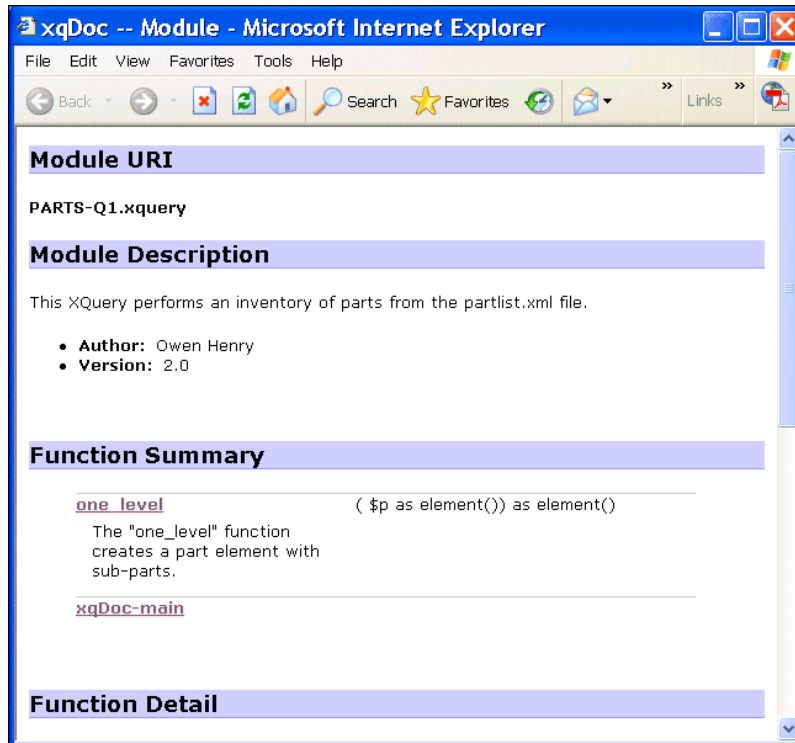 xqDoc -- Module - Microsoft Internet Explorer
File Edit View Favorites Tools Help
Back Search Favorites » Links »
Module URI
PARTS-Q1.xquery
Module Description
This XQuery performs an inventory of parts from the partlist.xml file.
• Author: Owen Henry
• Version: 2.0
Function Summary
one_level ( $p as element()) as element()
The "one_level" function
creates a part element with
sub-parts.
xqDoc-main
Function Detail